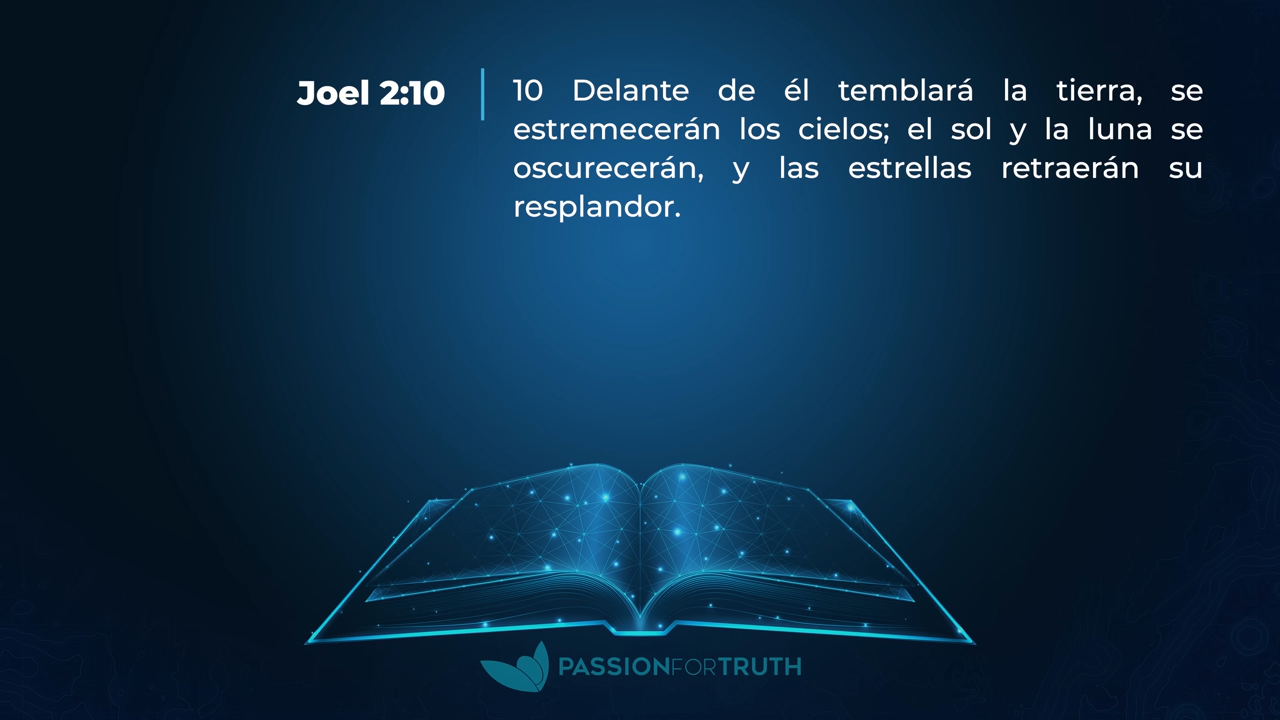 Joel 2:10
10 Delante de él temblará la tierra, se
estremecerán los cielos; el sol y la luna se
oscurecerán, y las estrellas retraerán su
resplandor.
PASSIONFORTRUTH